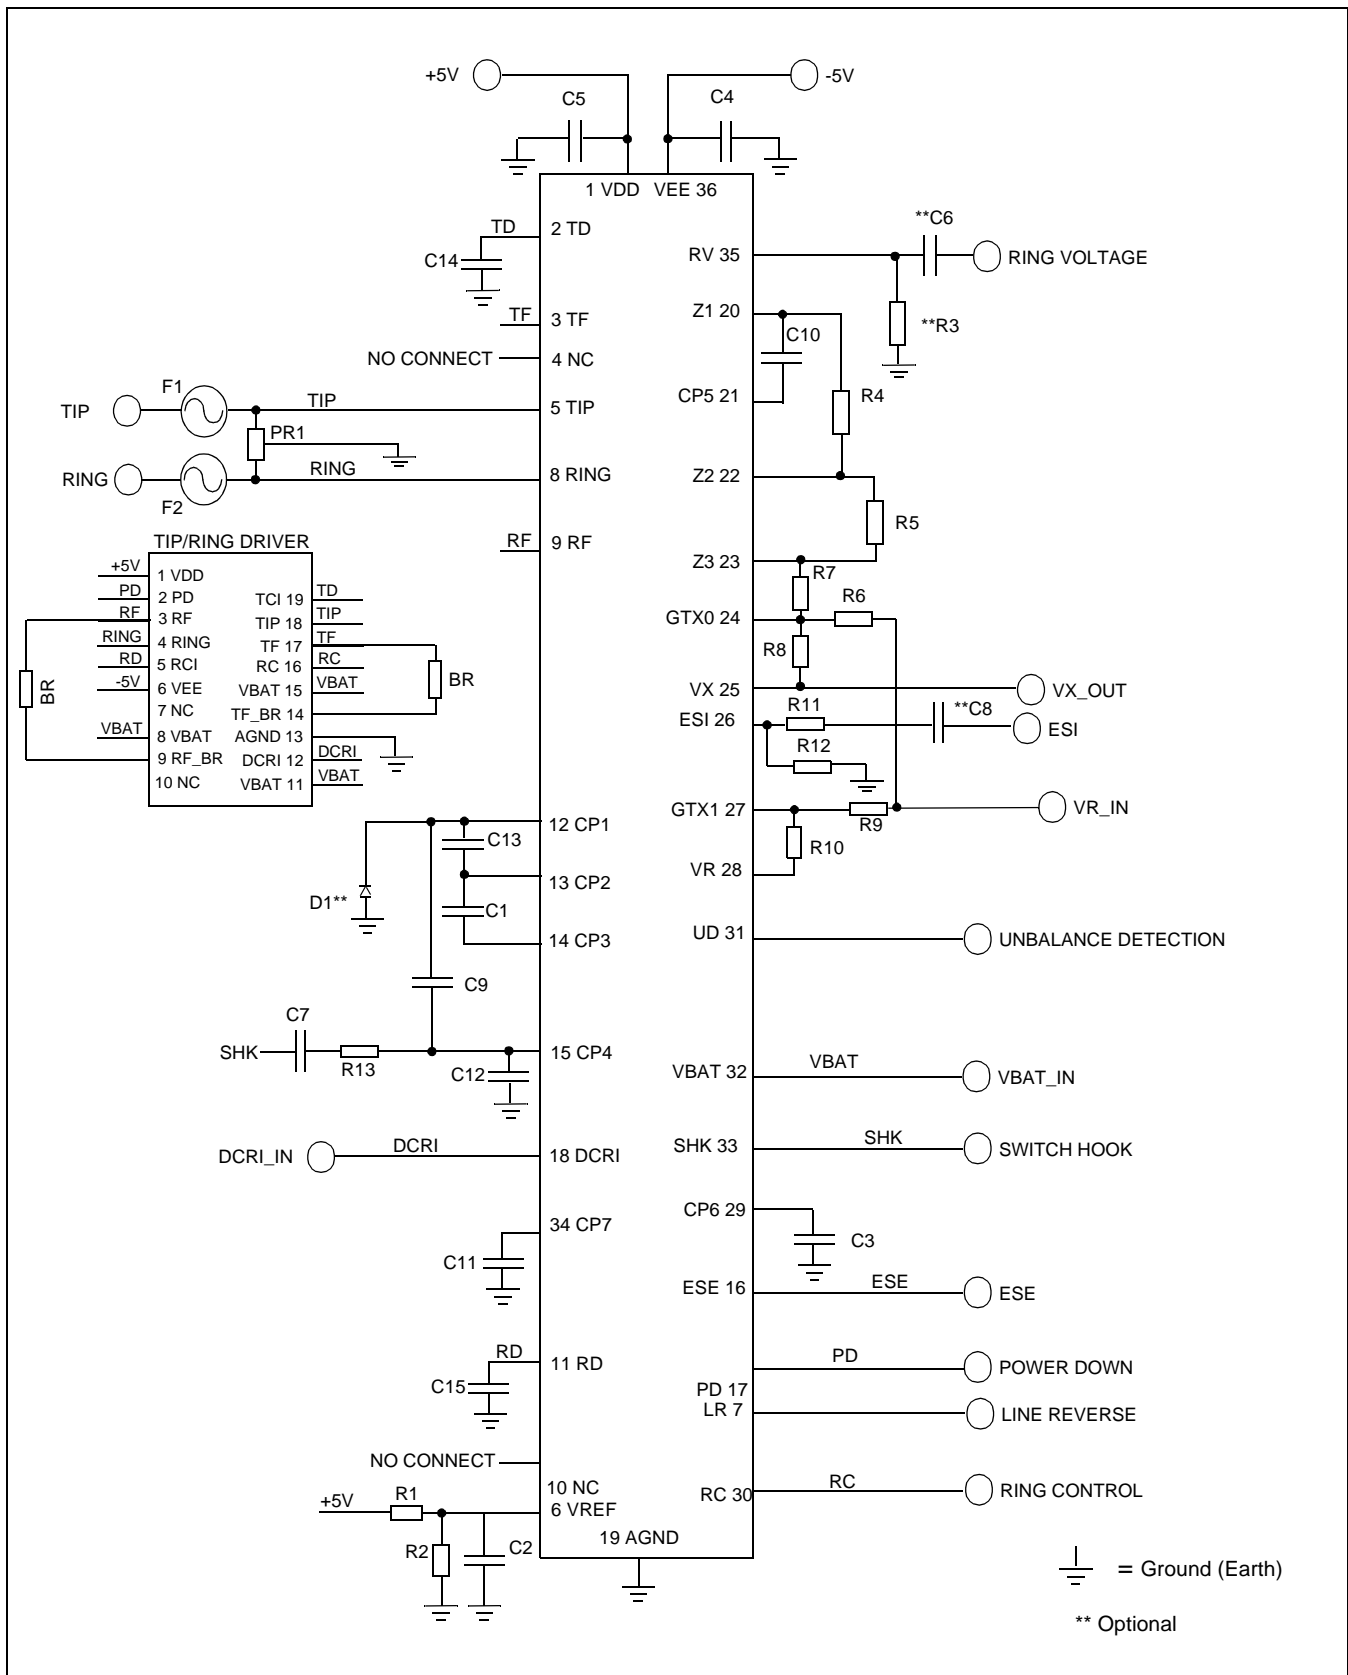 +5V
-5V
C5
C4
1 VDD
VEE 36
TD
2 TD
C14
**C6
RV 35
RING VOLTAGE
TF
3 TF
Z1 20
C10
**R3
NO CONNECT
4 NC
F1
TIP
TIP
5 TIP
CP5 21
R4
PR1
RING
RING
8 RING
Z2 22
F2
R5
TIP/RING DRIVER
RF
9 RF
Z3 23
+5V
1 VDD
PD
2 PD
RF
3 RF
RING
4 RING
RD
5 RCI
-5V
6 VEE
7 NC
VBAT
8 VBAT
9 RF_BR
10 NC
TCI 19
TD
TIP 18
TIP
TF 17
TF
RC 16
RC
VBAT 15
VBAT
TF_BR 14
AGND 13
DCRI 12
DCRI
VBAT 11
VBAT
BR
BR
R7
R6
GTX0 24
R8
VX 25
VX_OUT
ESI 26
R11
**C8
ESI
R12
GTX1 27
R9
VR_IN
R10
VR 28
12 CP1
C13
13 CP2
D1**
C1
14 CP3
UD 31
UNBALANCE DETECTION
C9
C7
SHK
R13
15 CP4
C12
VBAT 32
VBAT
VBAT_IN
DCRI_IN
DCRI
18 DCRI
SHK 33
SHK
SWITCH HOOK
34 CP7
C11
CP6 29
C3
ESE 16
ESE
ESE
RD
11 RD
C15
PD
POWER DOWN
PD 17
LR 7
LINE REVERSE
NO CONNECT
10 NC
+5V
R1
6 VREF
RC 30
RC
RING CONTROL
R2
C2
19 AGND
= Ground (Earth)
** Optional